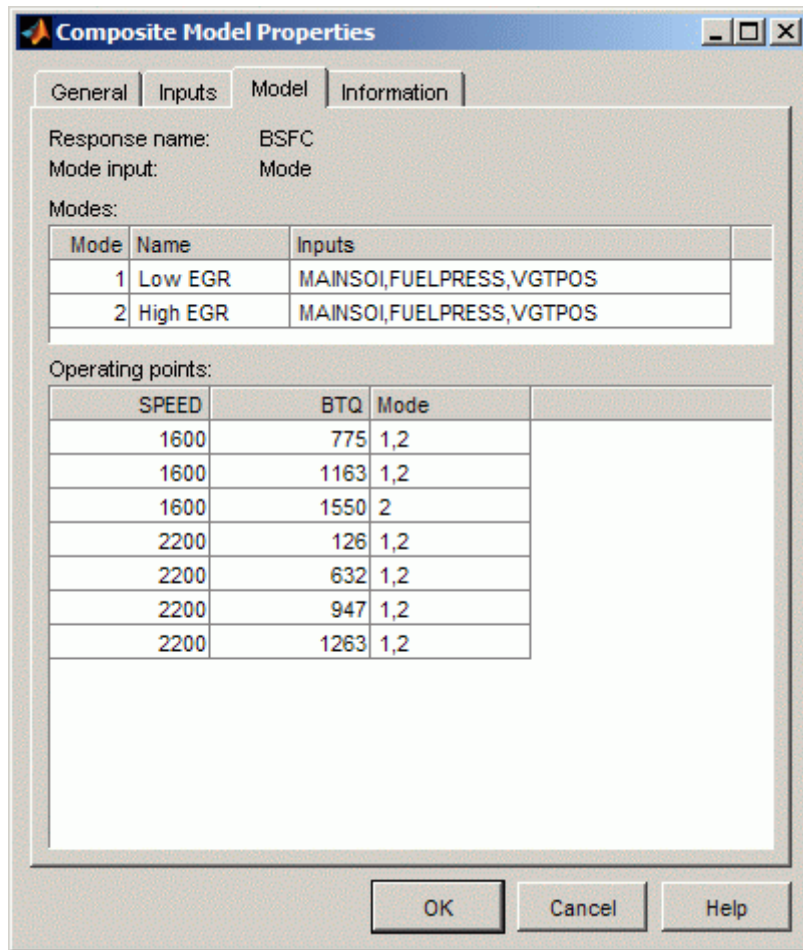 Composite Model Properties
General Inputs Model Information
Response name: BSFC
Mode input: Mode
Modes:
Mode Name Inputs
1 Low EGR MAINSOI,FUELPRESS,VGTPOS
2 High EGR MAINSOI,FUELPRESS,VGTPOS
Operating points:
SPEED BTQ Mode
1600 775 1,2
1600 1163 1,2
1600 1550 2
2200 126 1,2
2200 632 1,2
2200 947 1,2
2200 1263 1,2
OK Cancel Help